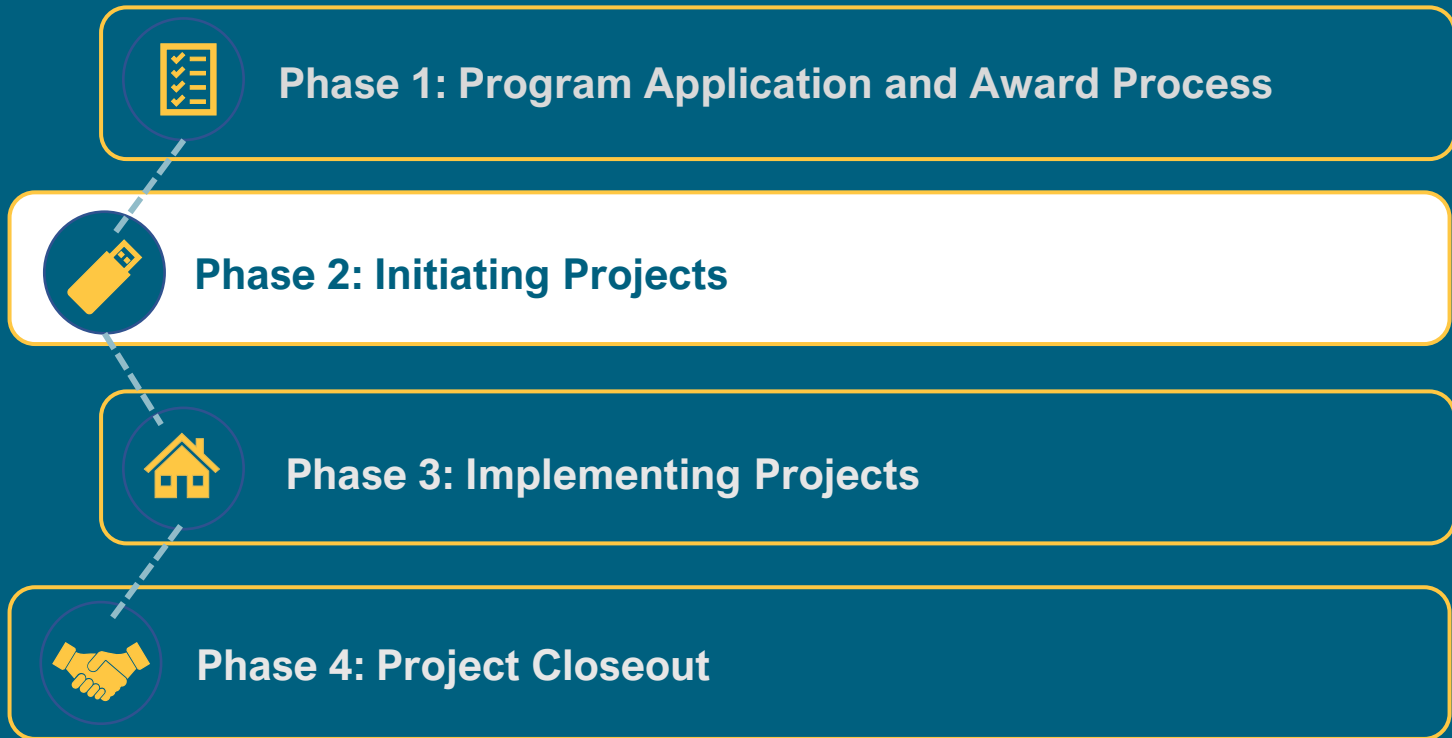 Phase 1: Program Application and Award Process
Phase 2: Initiating Projects
Phase 3: Implementing Projects
Phase 4: Project Closeout